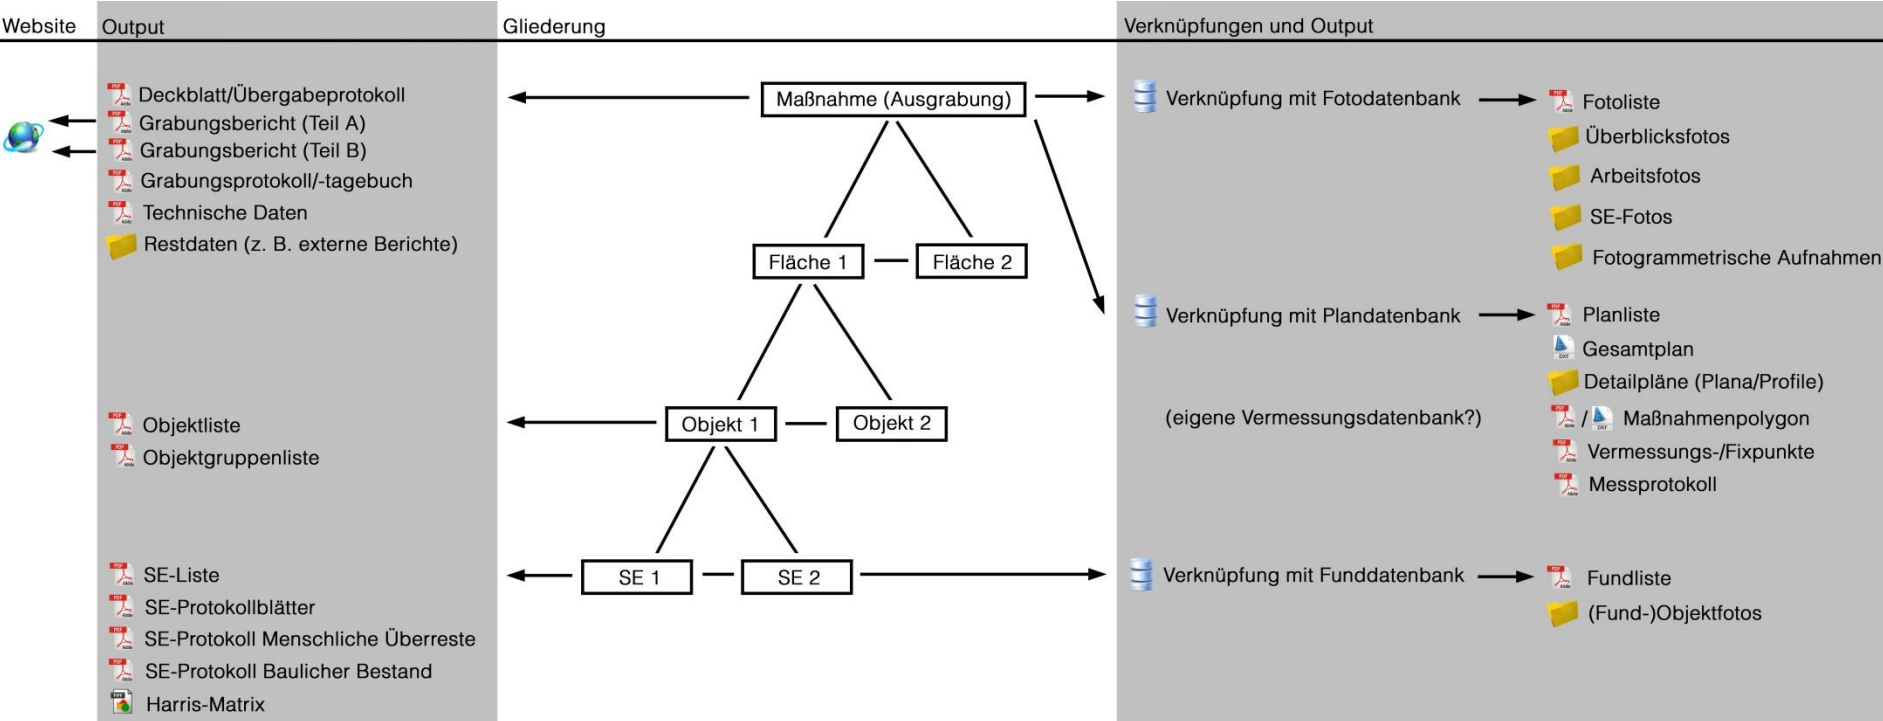 Website
Output
Gliederung
Verknüpfungen und Output
Deckblatt/Übergabeprotokoll
Grabungsbericht (Teil A)
Grabungsbericht (Teil B)
Grabungsprotokoll/-tagebuch
Technische Daten
Restdaten (z. B. externe Berichte)
Objektliste
Objektgruppenliste
SE-Liste
SE-Protokollblätter
SE-Protokoll Menschliche Überreste
SE-Protokoll Baulicher Bestand
Harris-Matrix
Maßnahme (Ausgrabung)
Fläche 1
Fläche 2
Objekt 1
Objekt 2
SE 1
SE 2
Verknüpfung mit Fotodatenbank
Fotoliste
Überblicksfotos
Arbeitsfotos
SE-Fotos
Fotogrammetrische Aufnahmen
Verknüpfung mit Plandatenbank
Planliste
Gesamtplan
Detailpläne (Plana/Profile)
(eigene Vermessungsdatenbank?)
/ Maßnahmenpolygon
Vermessungs-/Fixpunkte
Messprotokoll
Verknüpfung mit Funddatenbank
Fundliste
(Fund-)Objektfotos